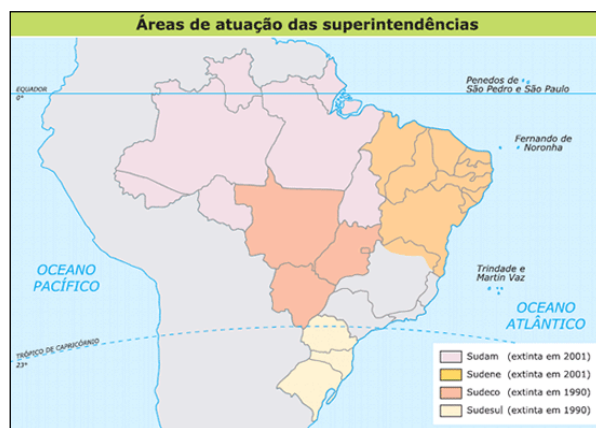 Áreas de atuação das superintendências
EQUADOR
0°
Penedos de
São Pedro e São Paulo
Fernando de
Noronha
OCEANO
PACÍFICO
Trindade e
Martin Vaz
OCEANO
ATLÂNTICO
TRÓPICO DE CAPRICÓRNIO
23°
Sudam (extinta em 2001)
Sudene (extinta em 2001)
Sudeco (extinta em 1990)
Sudesul (extinta em 1990)